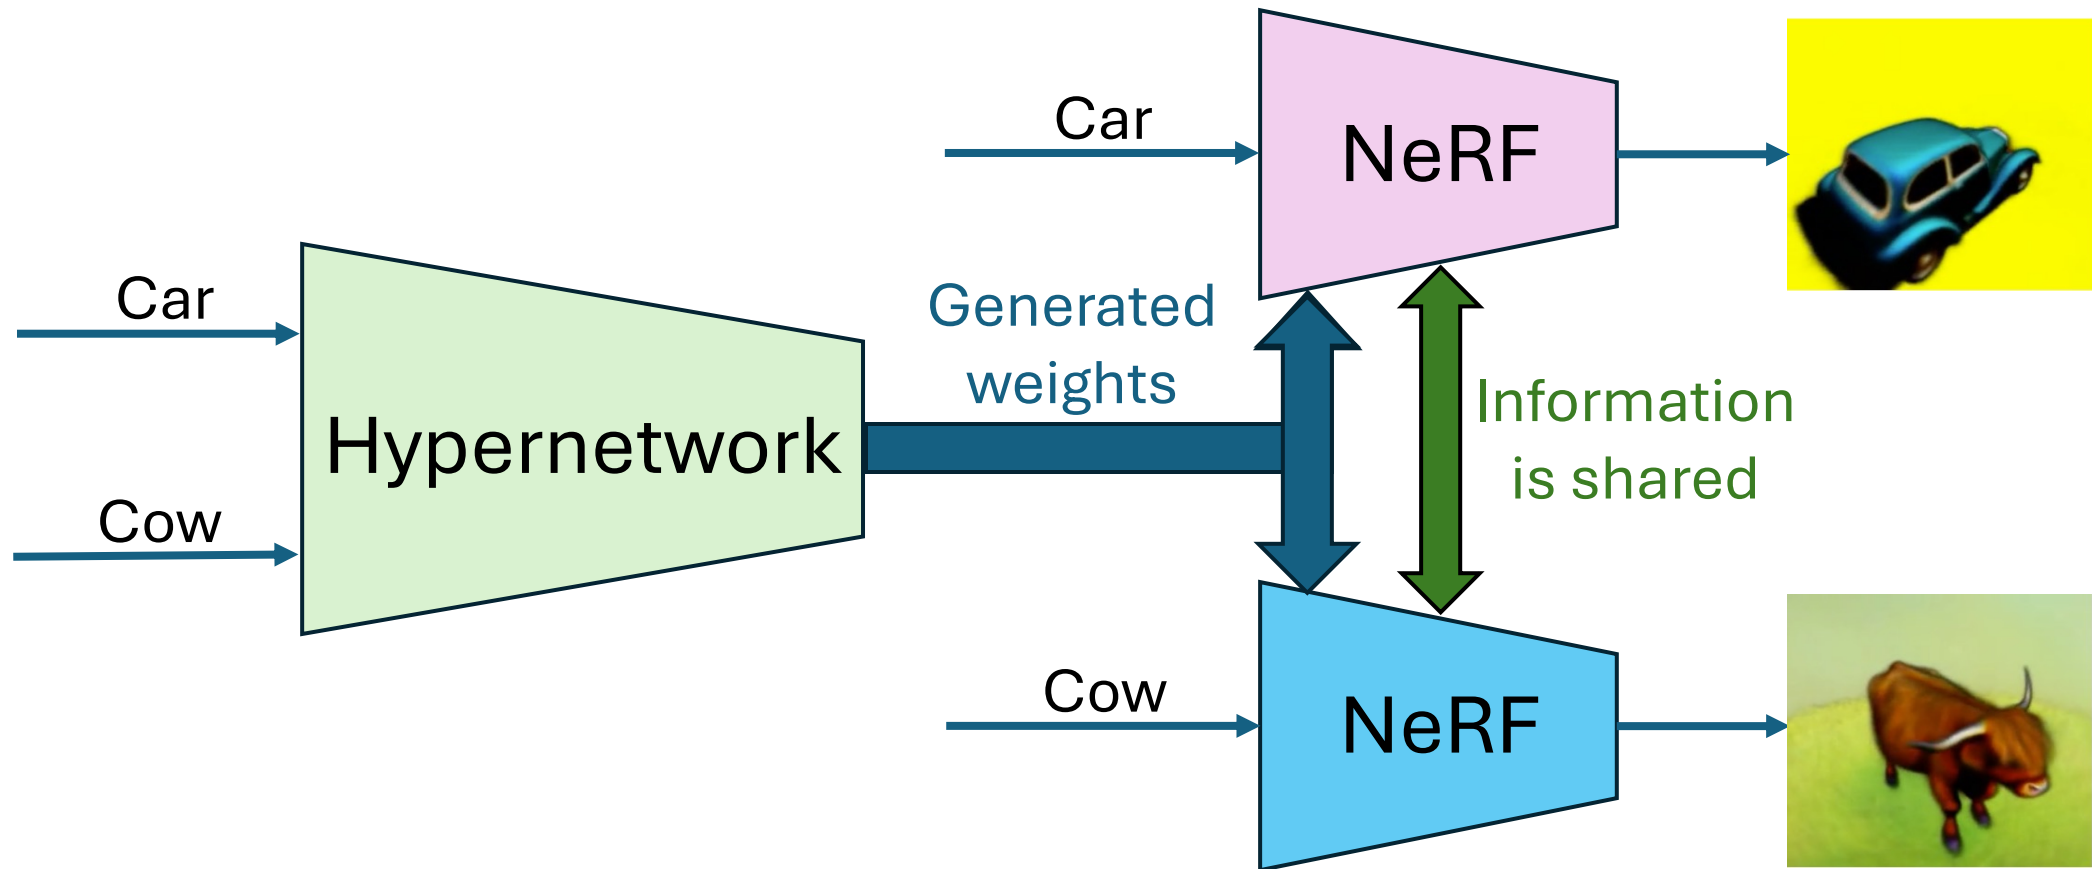 Car
NeRF
Car
Generated
weights
Information
is shared
Hypernetwork
Cow
Cow
NeRF